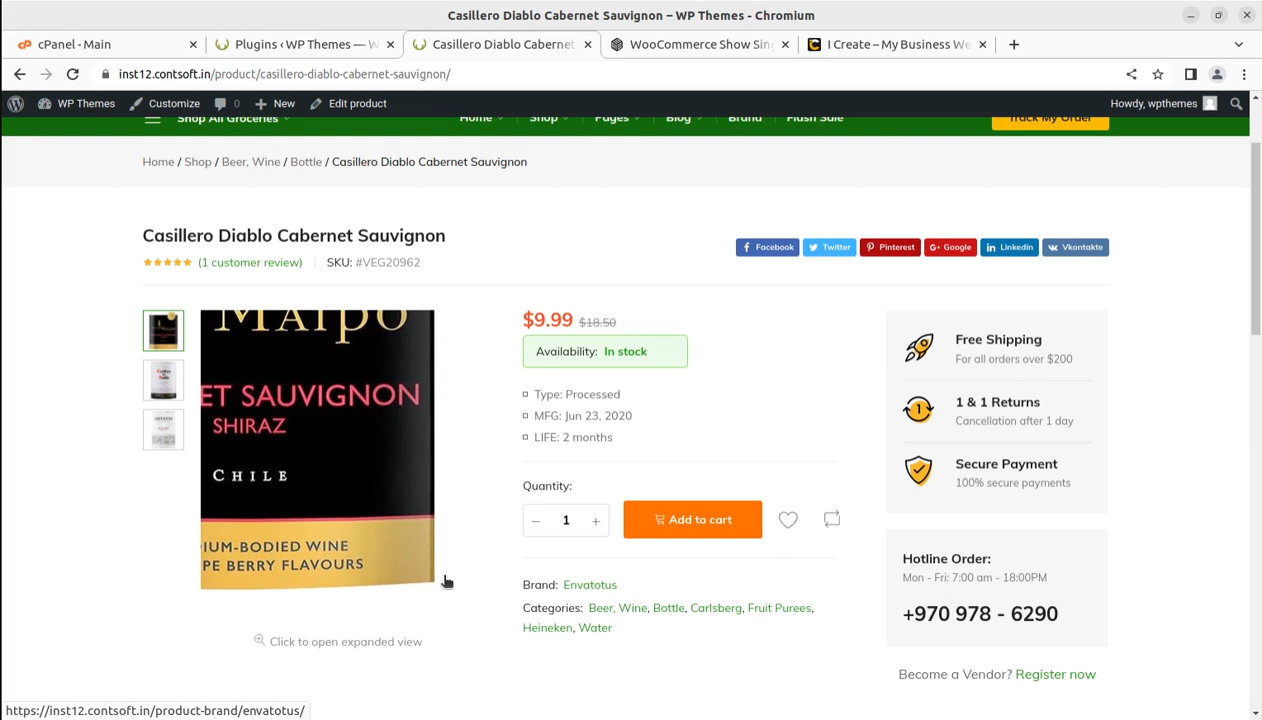 Casillero Diablo Cabernet Sauvignon – WP Themes - Chromium
cPanel - Main
Plugins ‹ WP Themes — W
Casillero Diablo Caberne
WooCommerce Show Sin
I Create – My Business We
inst12.contsoft.in/product/casillero-diablo-cabernet-sauvignon/
WP Themes
Customize
0
New
Edit product
Howdy, wpthemes
Shop All Groceries
Home
Shop
Pages
Blog
Brand
Flash Sale
Track My Order
Home / Shop / Beer, Wine / Bottle / Casillero Diablo Cabernet Sauvignon
Casillero Diablo Cabernet Sauvignon
(1 customer review)
SKU: #VEG20962
Facebook
Twitter
Pinterest
G+ Google
in Linkedin
Vkontakte
MAIPO
ET SAUVIGNON
SHIRAZ
CHILE
IUM-BODIED WINE
PE BERRY FLAVOURS
Click to open expanded view
$9.99 $18.50
Availability: In stock
Type: Processed
MFG: Jun 23, 2020
LIFE: 2 months
Quantity:
– 1 +
Add to cart
Brand: Envatotus
Categories: Beer, Wine, Bottle, Carlsberg, Fruit Purees,
Heineken, Water
Free Shipping
For all orders over $200
1
1 & 1 Returns
Cancellation after 1 day
Secure Payment
100% secure payments
Hotline Order:
Mon - Fri: 7:00 am - 18:00PM
+970 978 - 6290
Become a Vendor? Register now
https://inst12.contsoft.in/product-brand/envatotus/